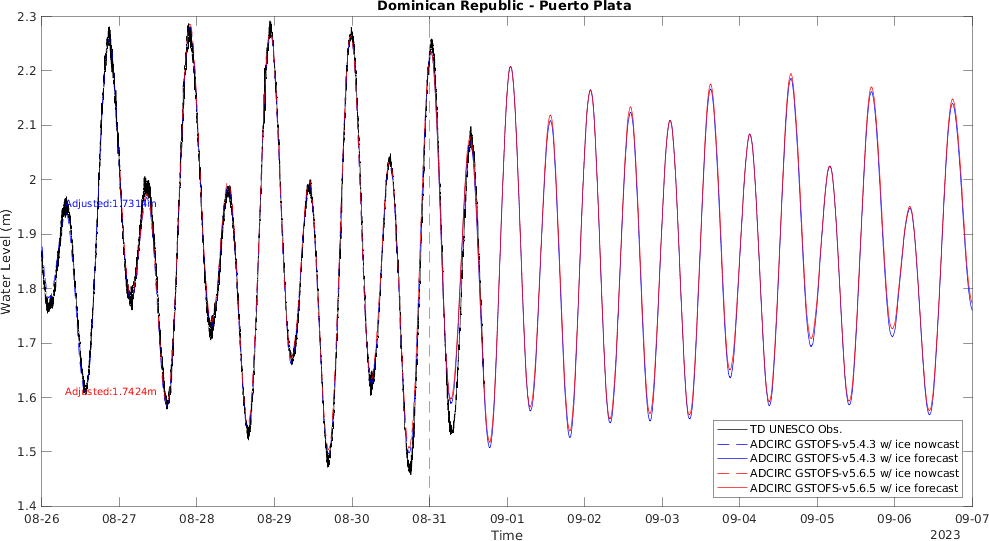 Dominican Republic - Puerto Plata
2.3
2.2
2.1
2
1.9
1.8
1.7
1.6
1.5
1.4
Water Level (m)
Adjusted:1.7314m
Adjusted:1.7424m
TD UNESCO Obs.
ADCIRC GSTOFS-v5.4.3 w/ ice nowcast
ADCIRC GSTOFS-v5.4.3 w/ ice forecast
ADCIRC GSTOFS-v5.6.5 w/ ice nowcast
ADCIRC GSTOFS-v5.6.5 w/ ice forecast
08-26 08-27 08-28 08-29 08-30 08-31 09-01 09-02 09-03 09-04 09-05 09-06 09-07
Time
2023